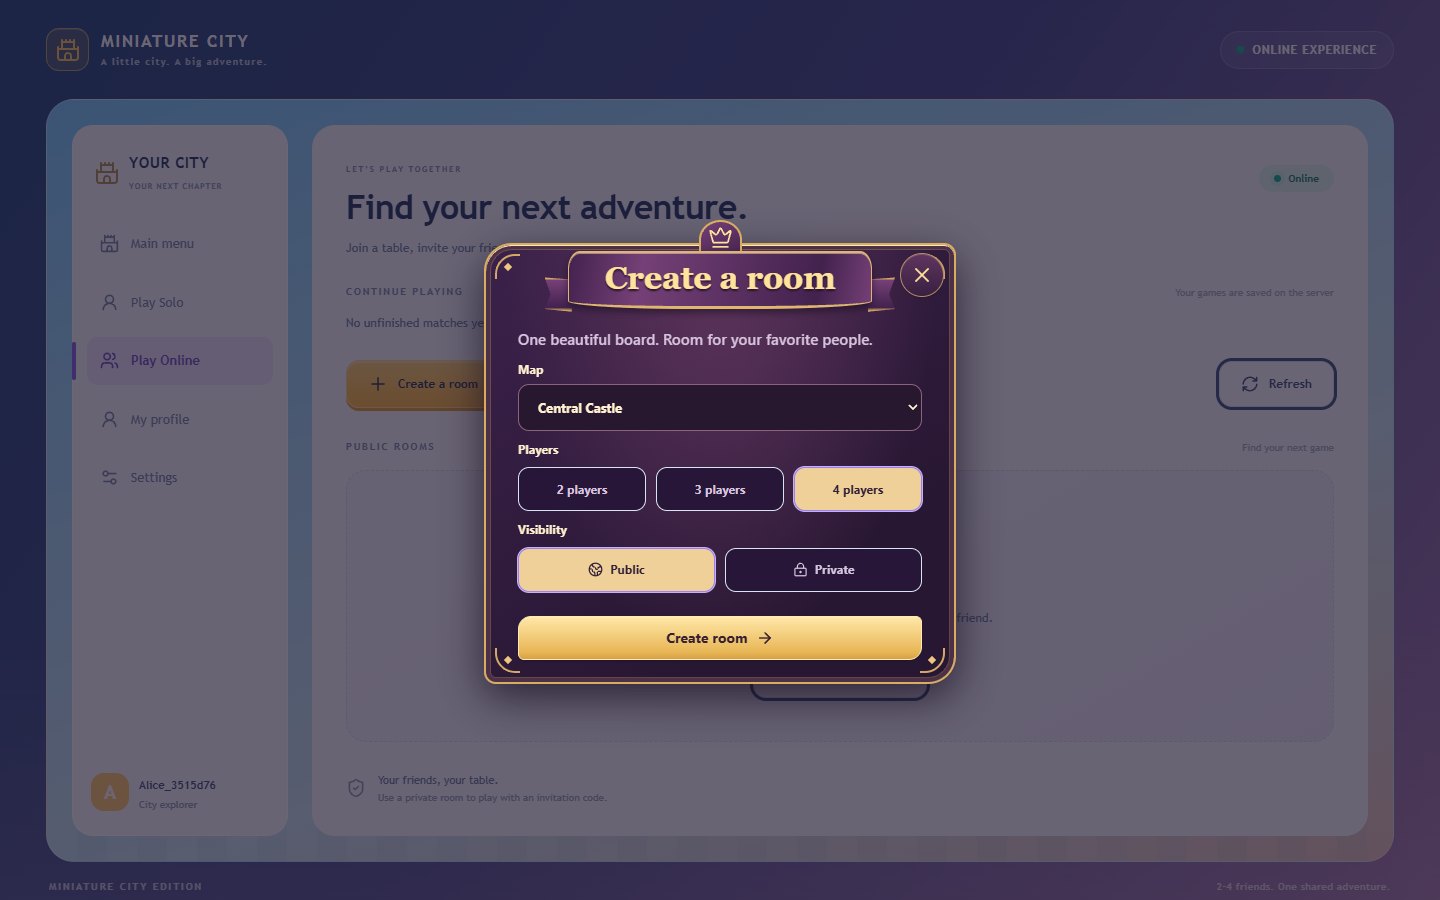 MINIATURE CITY
A little city. A big adventure.
ONLINE EXPERIENCE
YOUR CITY
YOUR NEXT CHAPTER
Main menu
Play Solo
Play Online
My profile
Settings
A
Alice_3515d76
City explorer
LET'S PLAY TOGETHER
Online
Find your next adventure.
Join a table, invite your
CONTINUE PLAYING
Your games are saved on the server
No unfinished matches
Create a room
Refresh
PUBLIC ROOMS
Find your next game
friend.
Create a room
One beautiful board. Room for your favorite people.
Map
Central Castle
Players
2 players
3 players
4 players
Visibility
Public
Private
Create room
Your friends, your table.
Use a private room to play with an invitation code.
MINIATURE CITY EDITION
2-4 friends. One shared adventure.